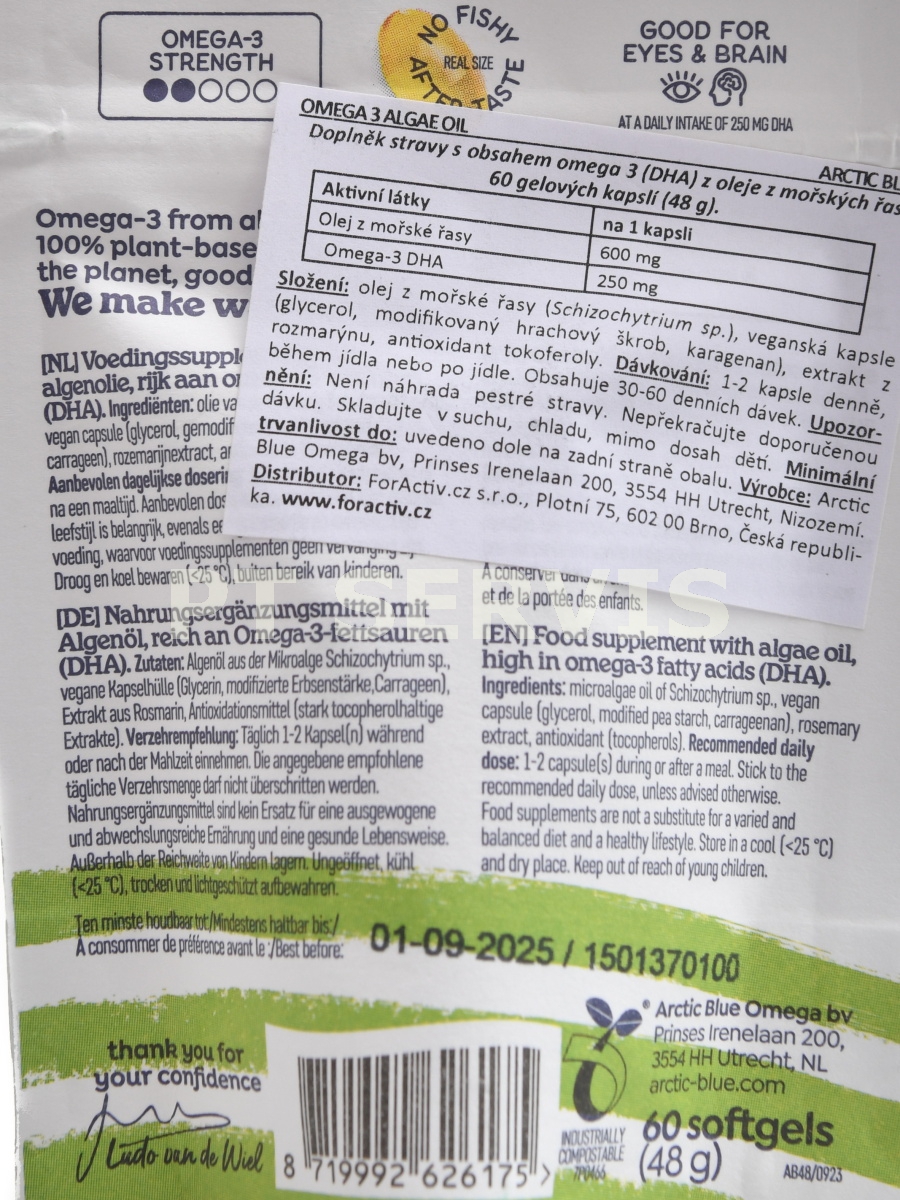 OMEGA-3
STRENGTH
NO FISHY
AFTER TASTE
REAL SIZE
GOOD FOR
EYES & BRAIN
AT A DAILY INTAKE OF 250 MG DHA
OMEGA 3 ALGAE OIL
ARCTIC BL
Doplněk stravy s obsahem omega 3 (DHA) z oleje z mořských řas
60 gelových kapslí (48 g).
Aktivní látky
na 1 kapsli
Olej z mořské řasy
600 mg
Omega-3 DHA
250 mg
Složení: olej z mořské řasy (Schizochytrium sp.), veganská kapsle
(glycerol, modifikovaný hrachový škrob, karagenan), extrakt z
rozmarýnu, antioxidant tokoferoly. Dávkování: 1-2 kapsle denně,
během jídla nebo po jídle. Obsahuje 30-60 denních dávek. Upozor-
nění: Není náhrada pestré stravy. Nepřekračujte doporučenou
dávku. Skladujte v suchu, chladu, mimo dosah dětí. Minimální
trvanlivost do: uvedeno dole na zadní straně obalu. Výrobce: Arctic
Blue Omega bv, Prinses Irenelaan 200, 3554 HH Utrecht, Nizozemí.
Distributor: ForActiv.cz s.r.o., Plotní 75, 602 00 Brno, Česká republi-
ka. www.foractiv.cz
Omega-3 from al
100% plant-base
the planet, good
We make w
[NL] Voedingssupple
algenolie, rijk aan o
(DHA). Ingrediënten: olie va
vegan capsule (glycerol, gemodif
carrageen), rozemarijnextract, a
Aanbevolen dagelijkse doseri
na een maaltijd. Aanbevolen dos
leefstijl is belangrijk, evenals ee
voeding, waarvoor voedingssupplementen geen vervanging
Droog en koel bewaren (<25 °C), buiten bereik van kinderen.
[DE] Nahrungsergänzungsmittel mit
Algenöl, reich an Omega-3-fettsauren
(DHA). Zutaten: Algenöl aus der Mikroalge Schizochytrium sp.,
vegane Kapselhülle (Glycerin, modifizierte Erbsenstärke,Carrageen),
Extrakt aus Rosmarin, Antioxidationsmittel (stark tocopherolhaltige
Extrakte). Verzehrempfehlung: Täglich 1-2 Kapsel(n) während
oder nach der Mahlzeit einnehmen. Die angegebene empfohlene
tägliche Verzehrsmenge darf nicht überschritten werden.
Nahrungsergänzungsmittel sind kein Ersatz für eine ausgewogene
und abwechslungsreiche Ernährung und eine gesunde Lebensweise.
Außerhalb der Reichweite von Kindern lagern. Ungeöffnet, kühl
(<25 °C), trocken und lichtgeschützt aufbewahren.
A conserver dans
et de la portée des enfants.
[EN] Food supplement with algae oil,
high in omega-3 fatty acids (DHA).
Ingredients: microalgae oil of Schizochytrium sp., vegan
capsule (glycerol, modified pea starch, carrageenan), rosemary
extract, antioxidant (tocopherols). Recommended daily
dose: 1-2 capsule(s) during or after a meal. Stick to the
recommended daily dose, unless advised otherwise.
Food supplements are not a substitute for a varied and
balanced diet and a healthy lifestyle. Store in a cool (<25 °C)
and dry place. Keep out of reach of young children.
PI SERVIS
Ten minste houdbaar tot:/Mindestens haltbar bis:/
À consommer de préférence avant le :/Best before:
01-09-2025 / 1501370100
thank you for
your confidence
Ludo van de Wiel
8 719992 626175 >
INDUSTRIALLY
COMPOSTABLE
7P0466
® Arctic Blue Omega bv
Prinses Irenelaan 200,
3554 HH Utrecht, NL
arctic-blue.com
60 softgels
(48 g)
AB48/0923